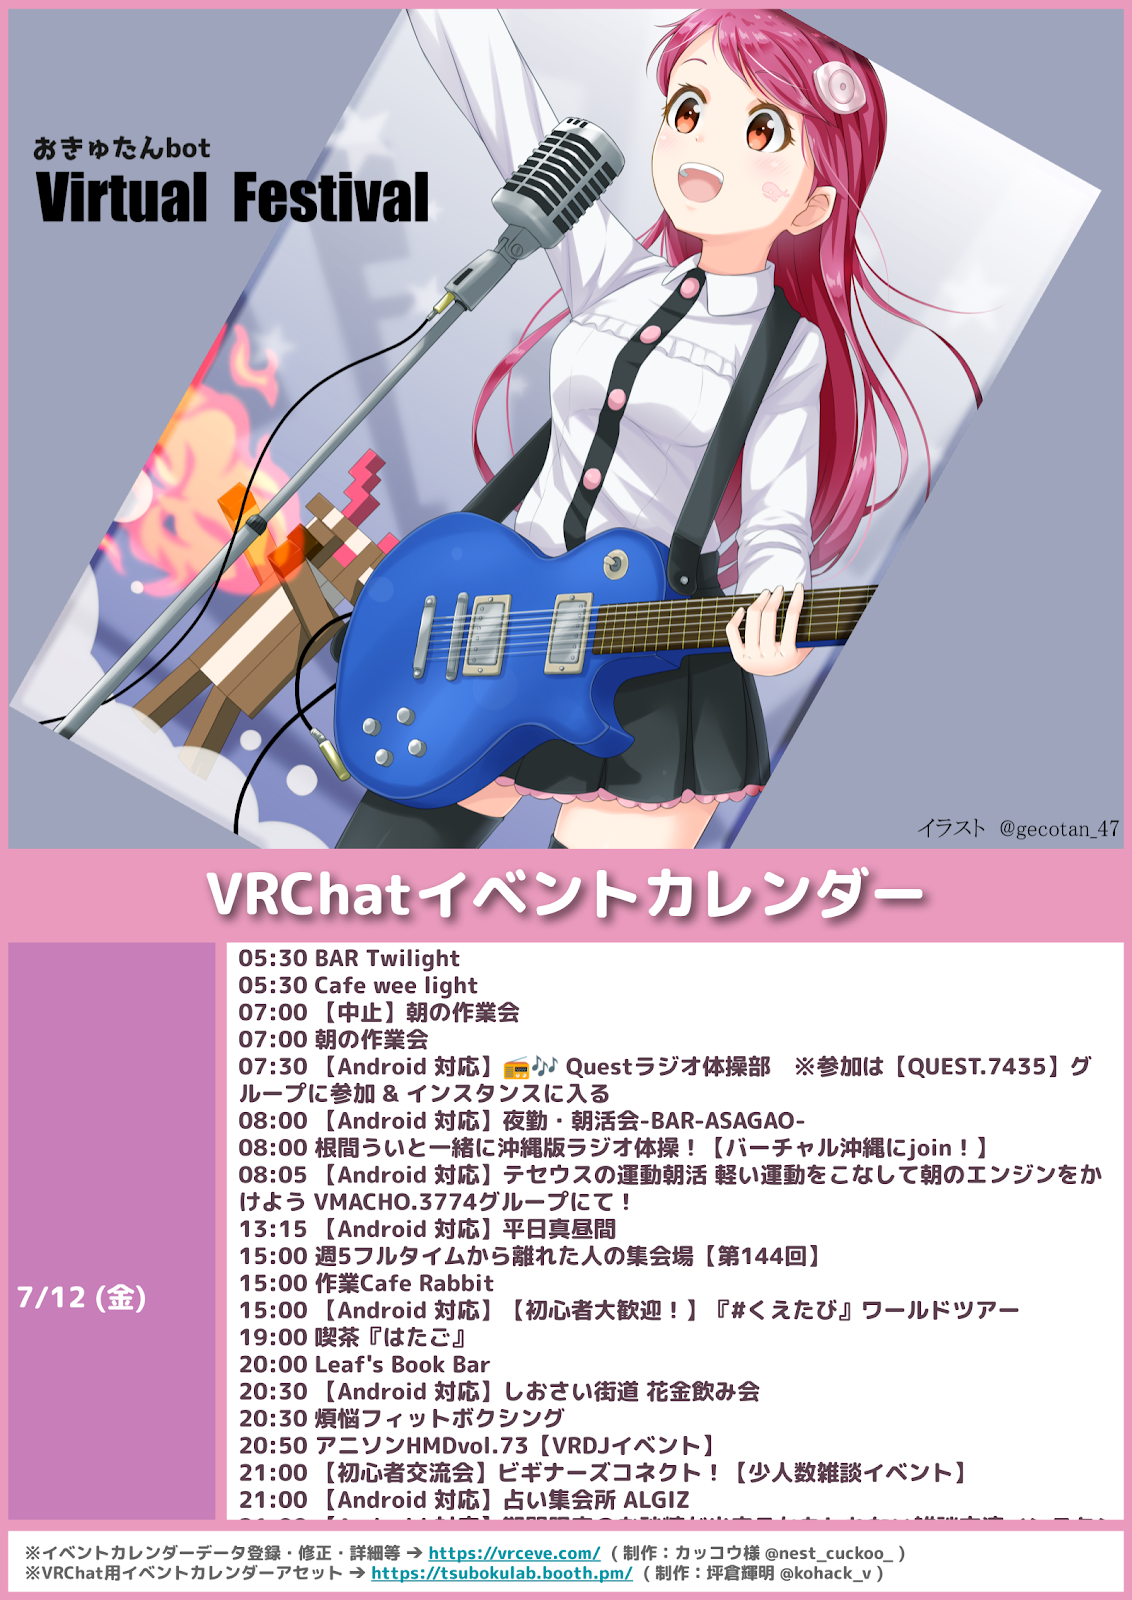 おきゅたんbot
Virtual Festival
イラスト @gecotan_47
VRChatイベントカレンダー
7/12 (金)
05:30 BAR Twilight
05:30 Cafe wee light
07:00 【中止】朝の作業会
07:00 朝の作業会
07:30 【Android 対応】📻🎶 Questラジオ体操部　※参加は【QUEST.7435】グ
ループに参加 & インスタンスに入る
08:00 【Android 対応】夜勤・朝活会-BAR-ASAGAO-
08:00 根間ういと一緒に沖縄版ラジオ体操！【バーチャル沖縄にjoin！】
08:05 【Android 対応】テセウスの運動朝活 軽い運動をこなして朝のエンジンをか
けよう VMACHO.3774グループにて！
13:15 【Android 対応】平日真昼間
15:00 週5フルタイムから離れた人の集会場【第144回】
15:00 作業Cafe Rabbit
15:00 【Android 対応】【初心者大歓迎！】『#くえたび』ワールドツアー
19:00 喫茶『はたご』
20:00 Leaf's Book Bar
20:30 【Android 対応】しおさい街道 花金飲み会
20:30 煩悩フィットボクシング
20:50 アニソンHMDvol.73【VRDJイベント】
21:00 【初心者交流会】ビギナーズコネクト！【少人数雑談イベント】
21:00 【Android 対応】占い集会所 ALGIZ
※イベントカレンダーデータ登録・修正・詳細等 ➔ https://vrceve.com/ ( 制作：カッコウ様 @nest_cuckoo_ )
※VRChat用イベントカレンダーアセット ➔ https://tsubokulab.booth.pm/ ( 制作：坪倉輝明 @kohack_v )